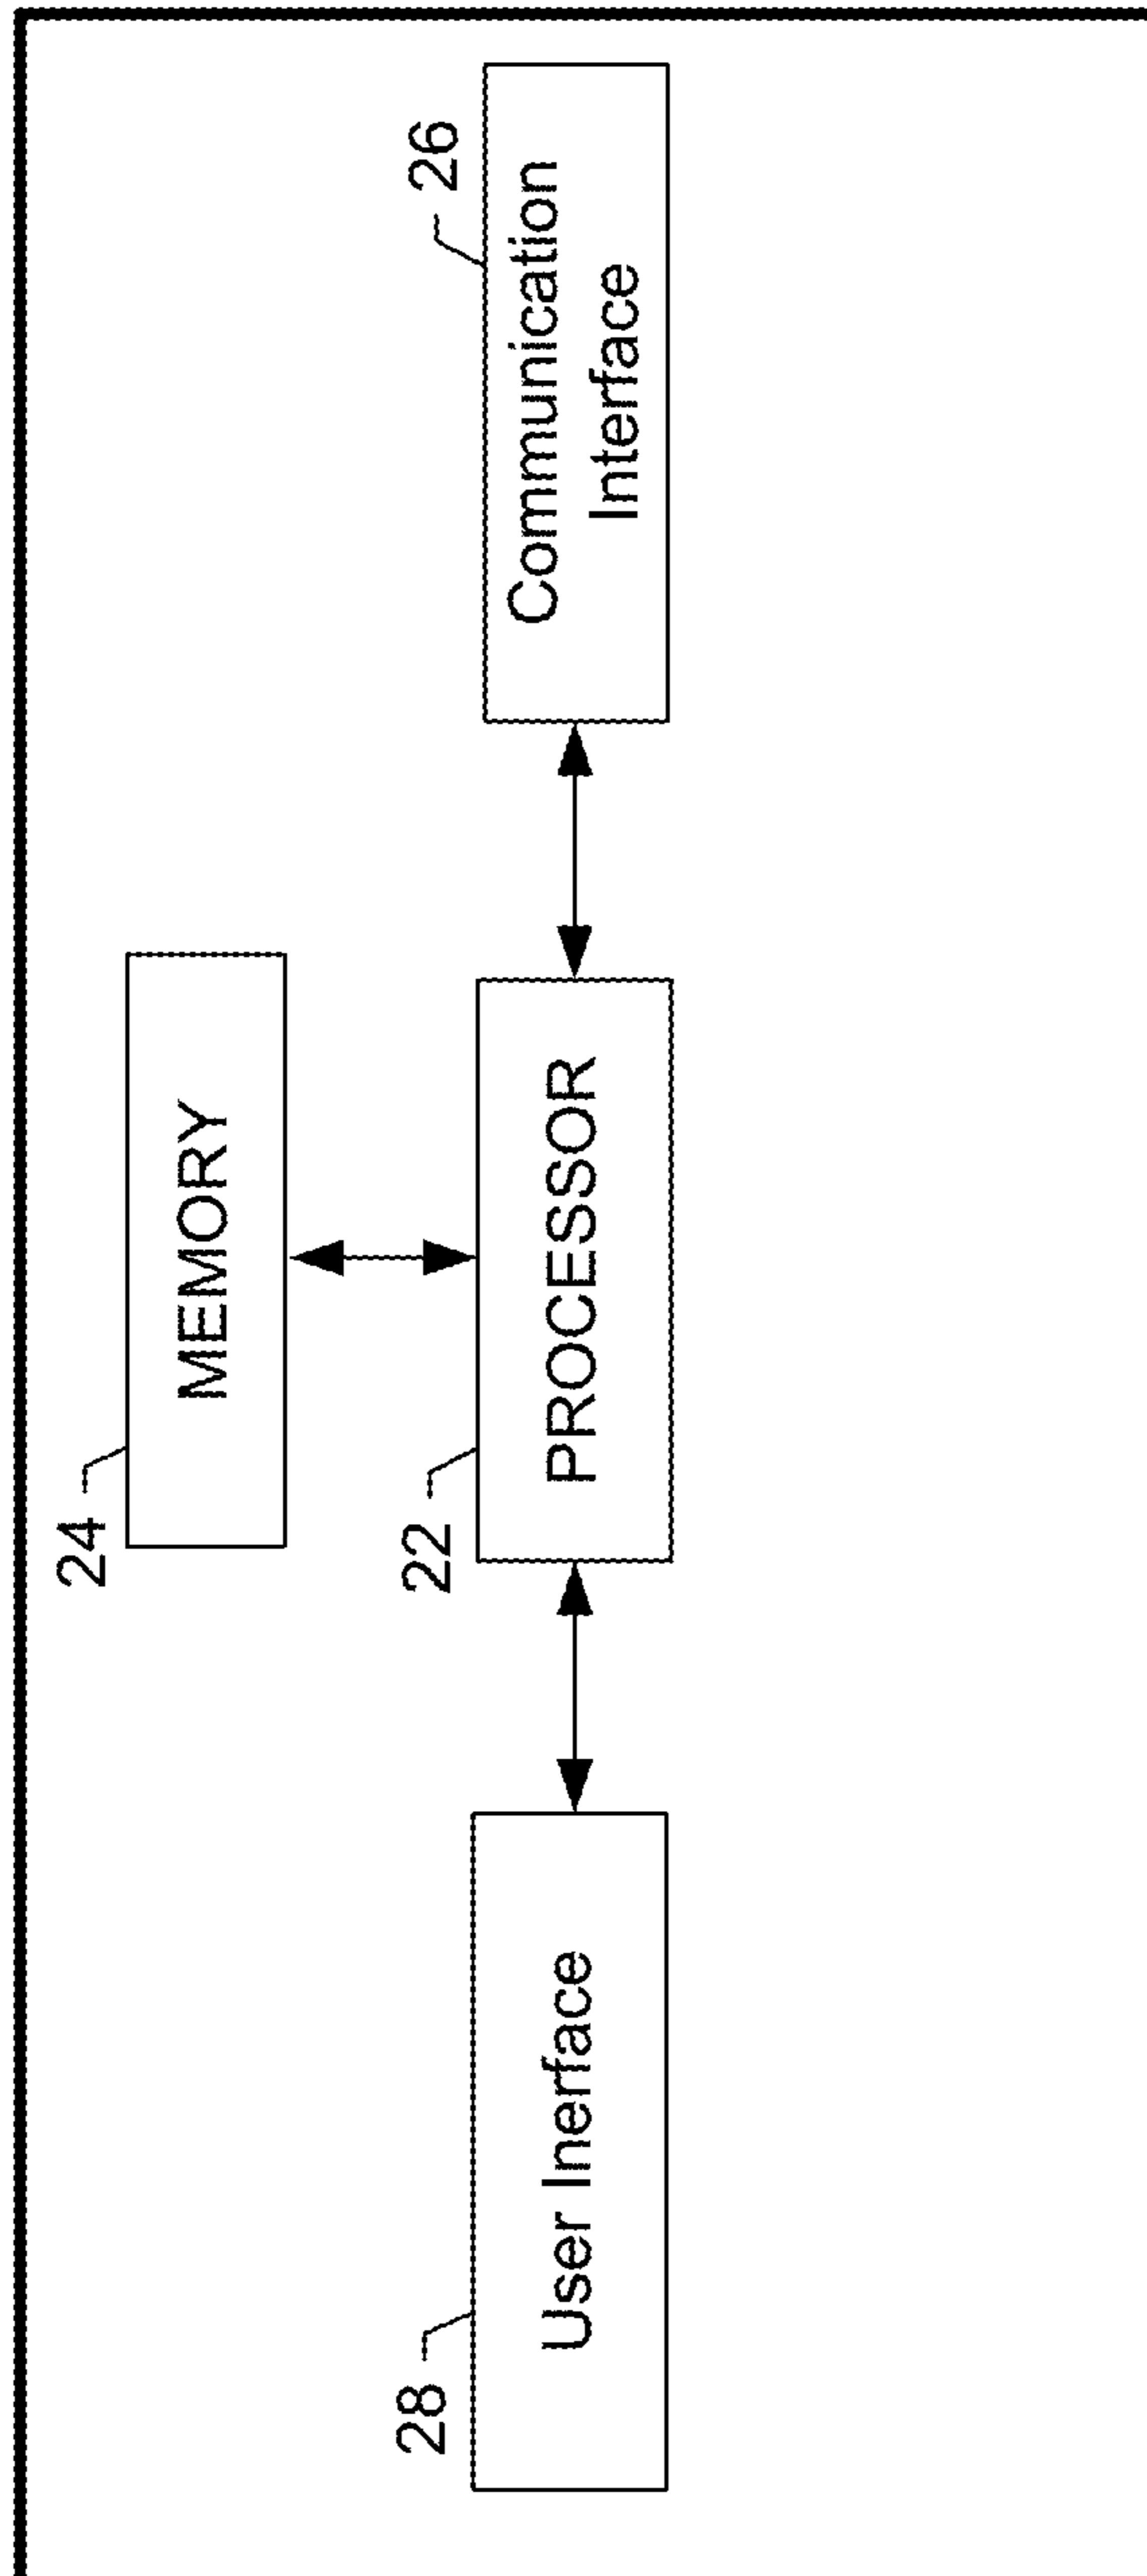 24
MEMORY
28
User Inerface
22
PROCESSOR
26
Communication
Interface